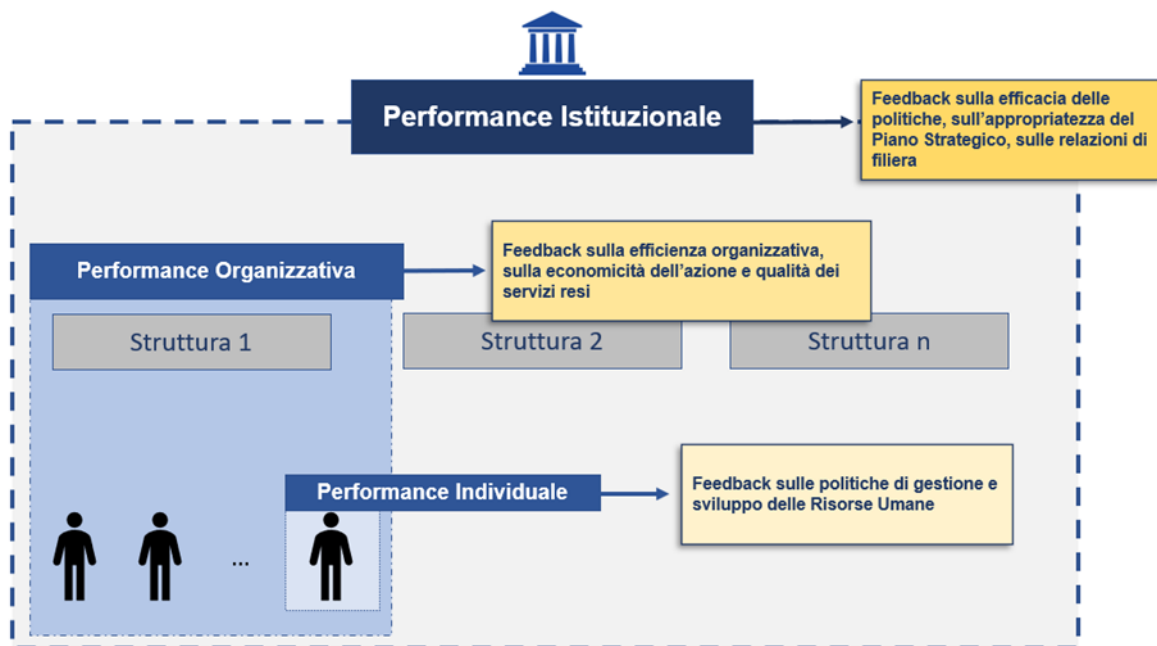 Performance Istituzionale
Feedback sulla efficacia delle
politiche, sull'appropriatezza del
Piano Strategico, sulle relazioni di
filiera
Performance Organizzativa
Feedback sulla efficienza organizzativa,
sulla economicità dell'azione e qualità dei
servizi resi
Struttura 1
Struttura 2
Struttura n
Performance Individuale
Feedback sulle politiche di gestione e
sviluppo delle Risorse Umane
...